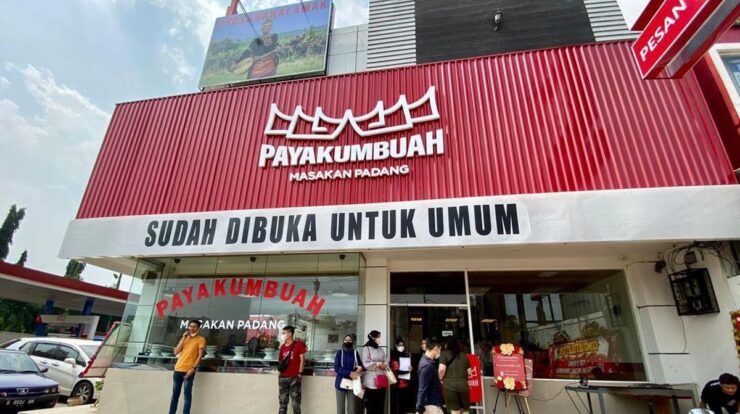 PESAN
PAYAKUMBUAH
MASAKAN PADANG
SUDAH DIBUKA UNTUK UMUM
PAYAKUMBUAH
MASAKAN PADANG